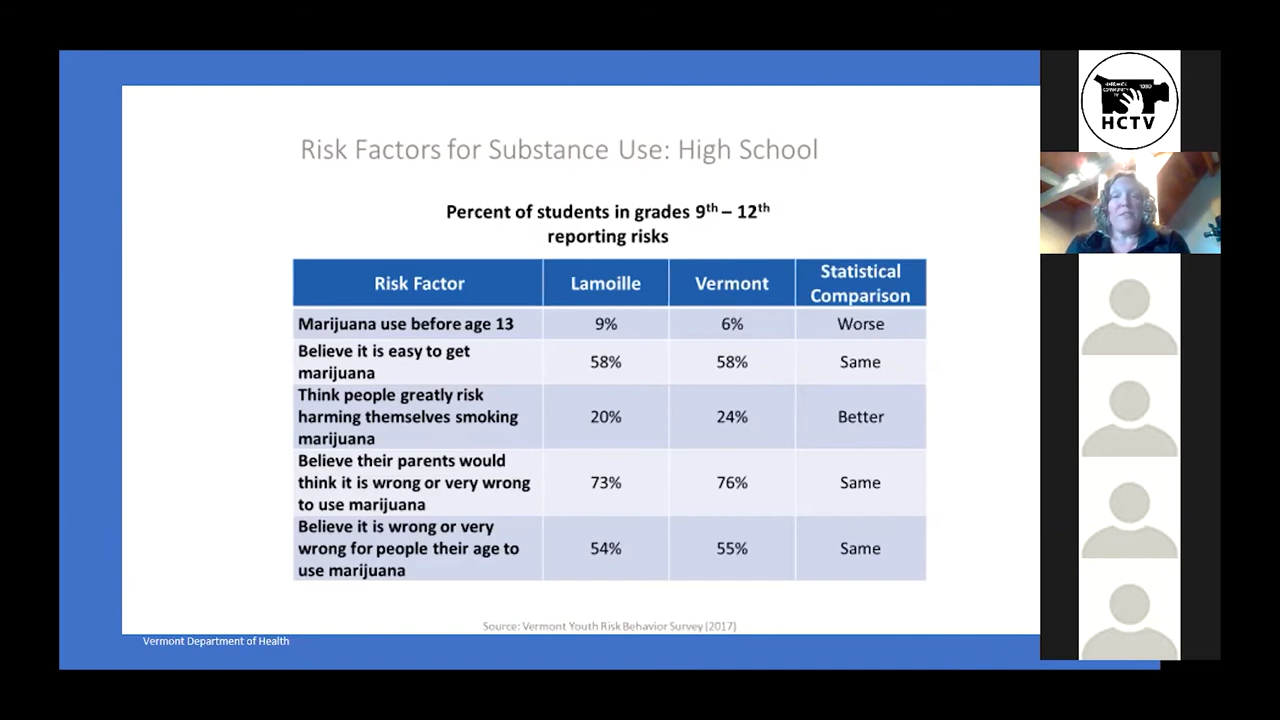 Risk Factors for Substance Use: High School
Percent of students in grades 9th – 12th
reporting risks
Risk Factor Lamoille Vermont Statistical Comparison
Marijuana use before age 13 9% 6% Worse
Believe it is easy to get
marijuana
58% 58% Same
Think people greatly risk
harming themselves smoking
marijuana
20% 24% Better
Believe their parents would
think it is wrong or very wrong
to use marijuana
73% 76% Same
Believe it is wrong or very
wrong for people their age to
use marijuana
54% 55% Same
Source: Vermont Youth Risk Behavior Survey (2017)
Vermont Department of Health
HCTV